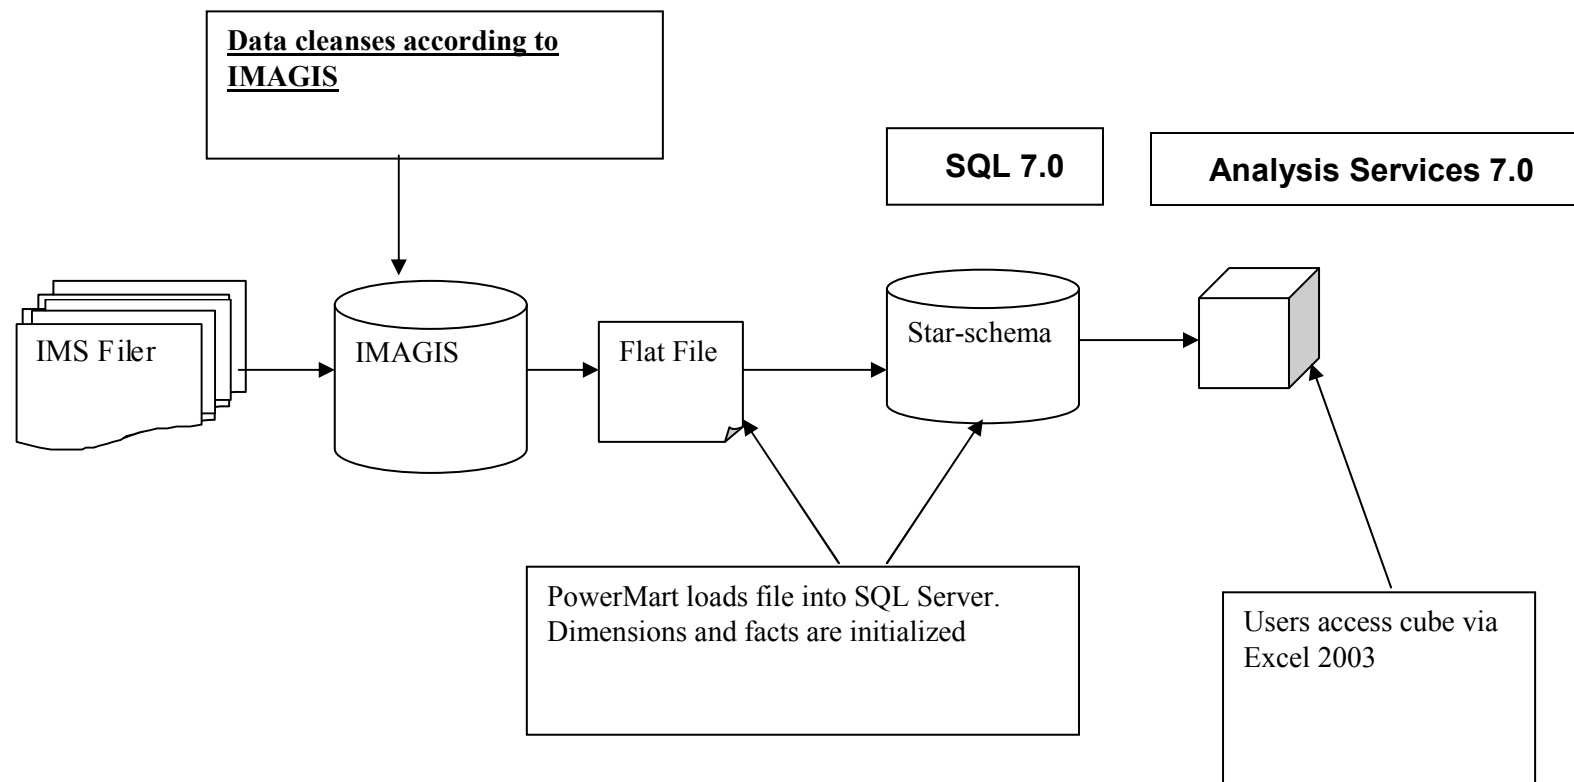 Data cleanses according to
IMAGIS
SQL 7.0
Analysis Services 7.0
IMS Filer
IMAGIS
Flat File
Star-schema
PowerMart loads file into SQL Server.
Dimensions and facts are initialized
Users access cube via
Excel 2003